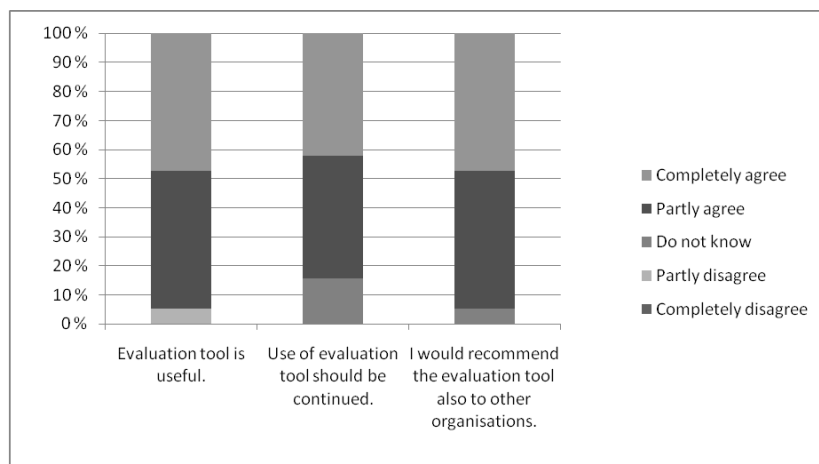 100 %
90 %
80 %
70 %
60 %
50 %
40 %
30 %
20 %
10 %
0 %
Evaluation tool is
useful.
Use of evaluation
tool should be
continued.
I would recommend
the evaluation tool
also to other
organisations.
Completely agree
Partly agree
Do not know
Partly disagree
Completely disagree